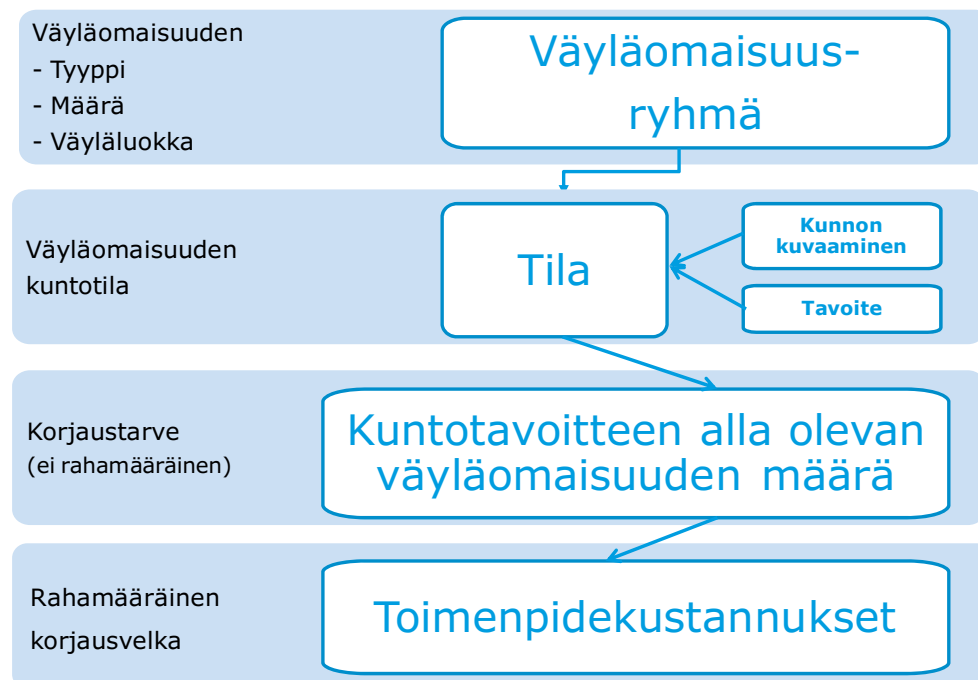 Väyläomaisuuden
- Tyyppi
- Määrä
- Väyläluokka
Väyläomaisuus-
ryhmä
Väyläomaisuuden
kuntotila
Tila
Kunnon
kuvaaminen
Tavoite
Korjaustarve
(ei rahamääräinen)
Kuntotavoitteen alla olevan
väyläomaisuuden määrä
Rahamääräinen
korjausvelka
Toimenpidekustannukset